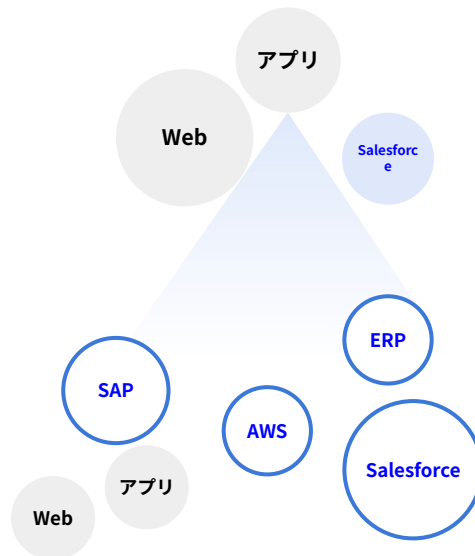 アプリ
Web
Salesforc
e
ERP
SAP
AWS
Salesforce
アプリ
Web